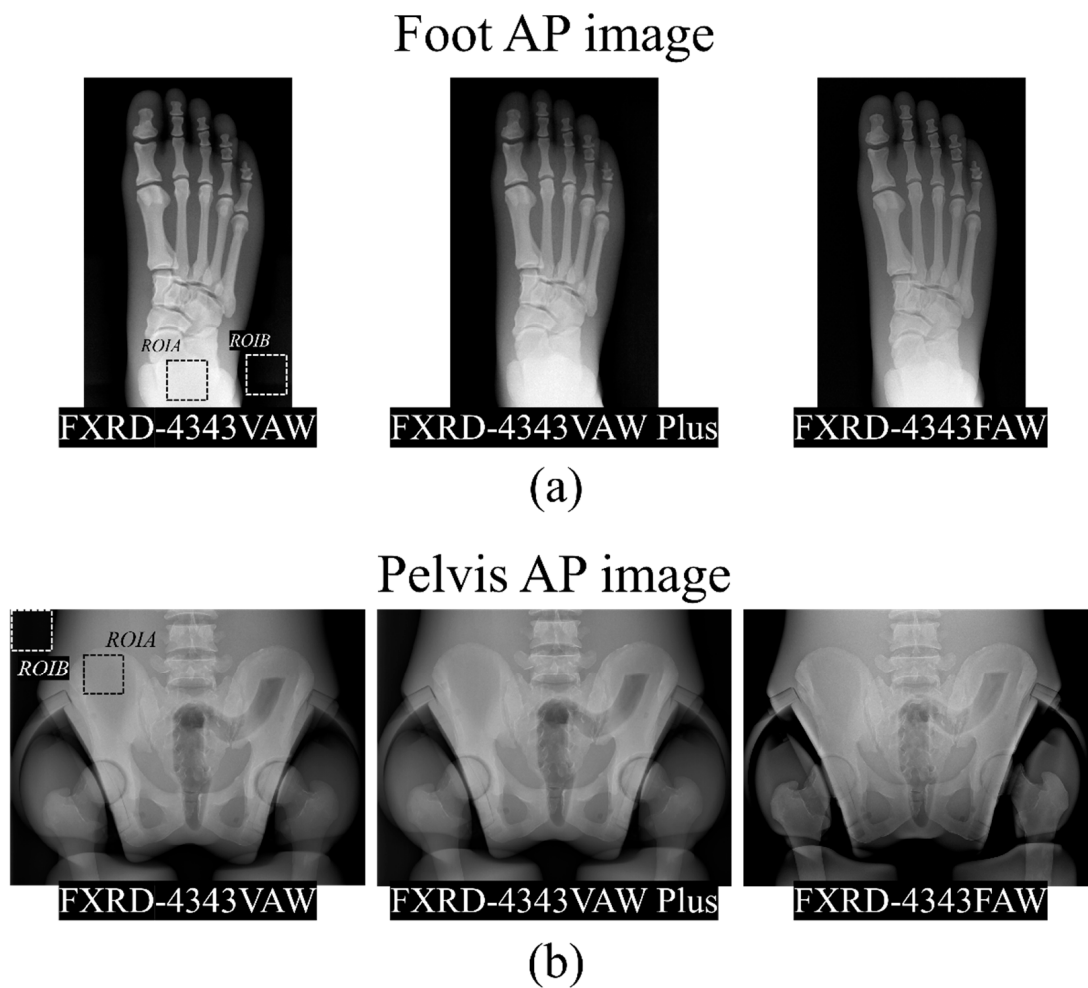 Foot AP image
ROIA
ROIB
FXRD-4343VAW
FXRD-4343VAW Plus
FXRD-4343FAW
(a)
Pelvis AP image
ROIA
ROIB
FXRD-4343VAW
FXRD-4343VAW Plus
FXRD-4343FAW
(b)